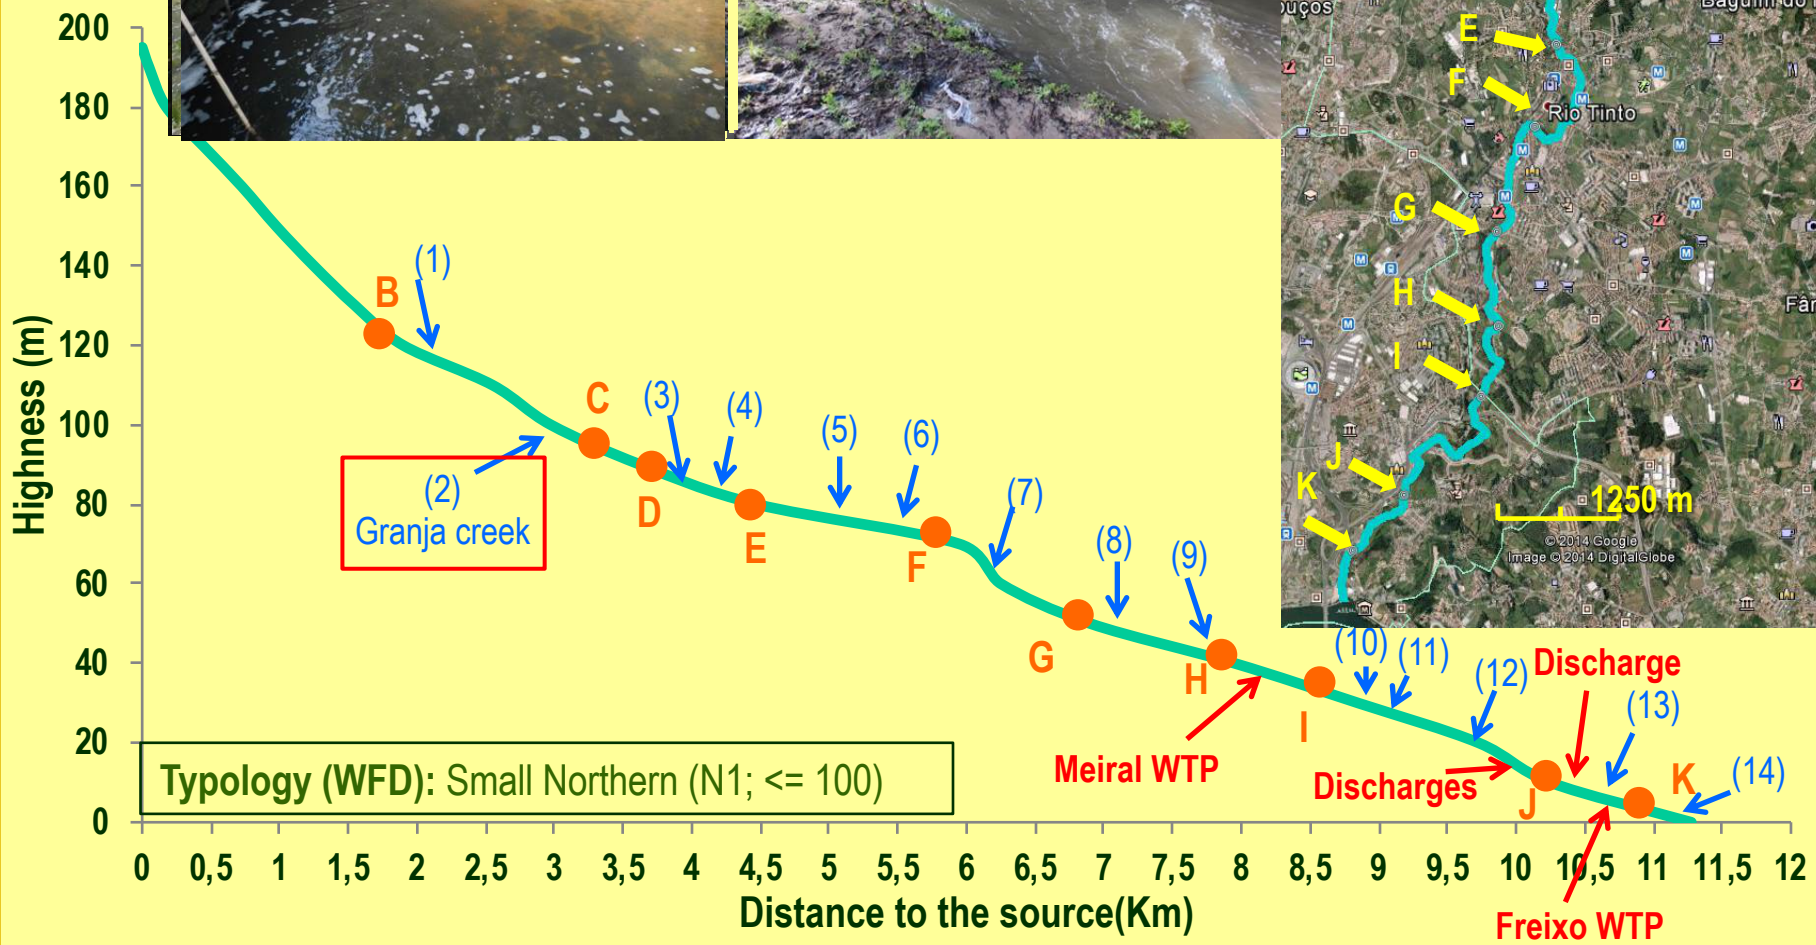 200
180
160
140
120
100
80
60
40
20
0
Highness (m)
B
(1)
C
(3)
(4)
(5)
(6)
(2)
Granja creek
D
E
F
(7)
(8)
(9)
G
H
I
(10)
(11)
(12)
Discharge
(13)
Meiral WTP
Discharges
J
K
(14)
Typology (WFD): Small Northern (N1; <= 100)
0 0,5 1 1,5 2 2,5 3 3,5 4 4,5 5 5,5 6 6,5 7 7,5 8 8,5 9 9,5 10 10,5 11 11,5 12
Distance to the source(Km)
Freixo WTP
E
F
Rio Tinto
G
H
I
J
K
1250 m
© 2014 Google
Image © 2014 DigitalGlobe